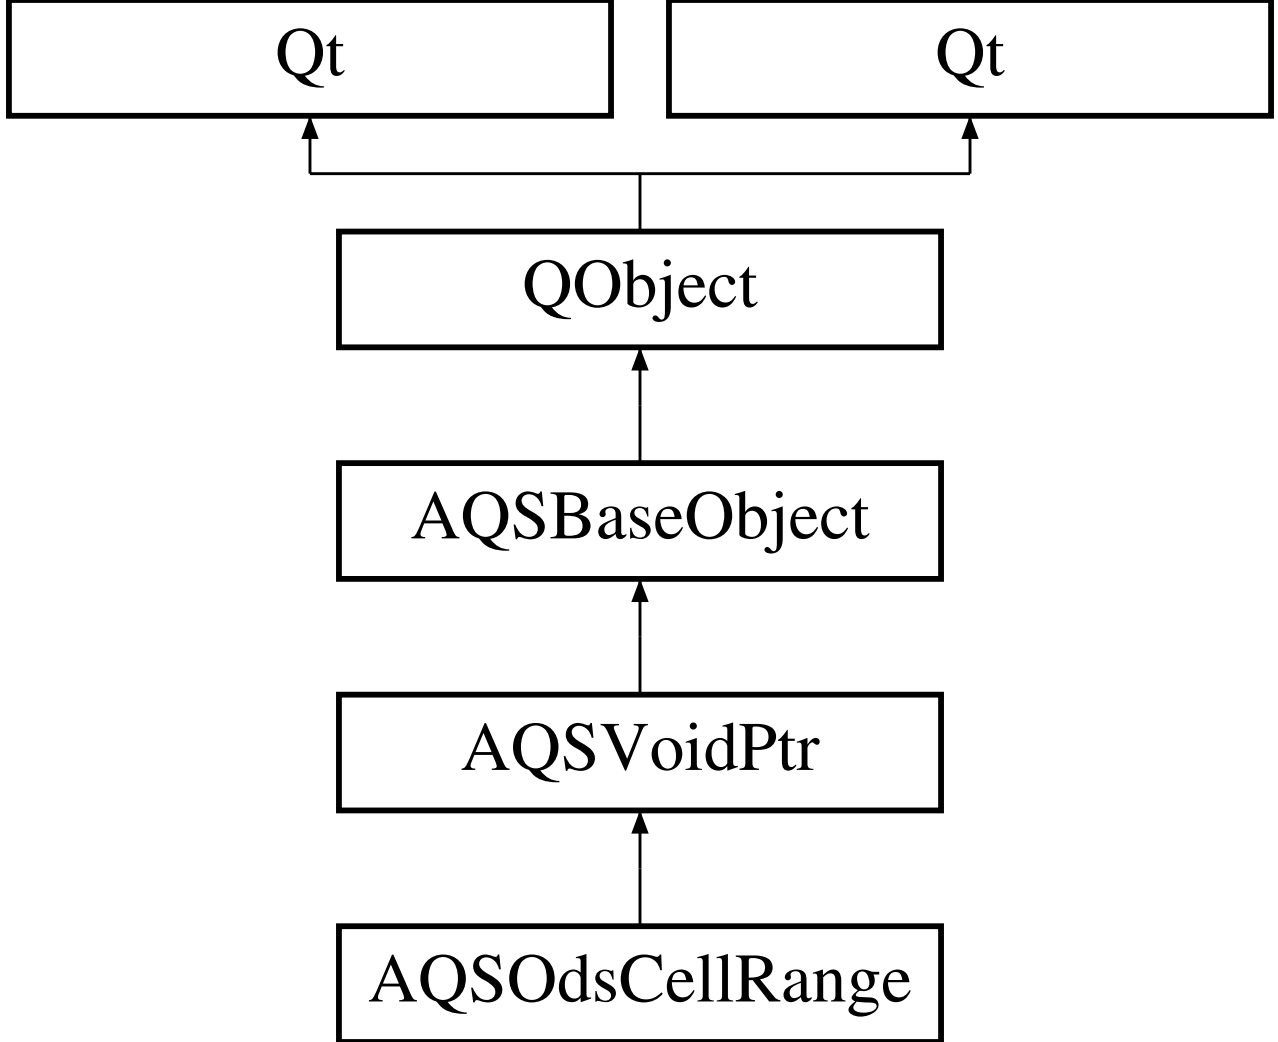 Qt
Qt
QObject
AQSBaseObject
AQSVoidPtr
AQSOdsCellRange